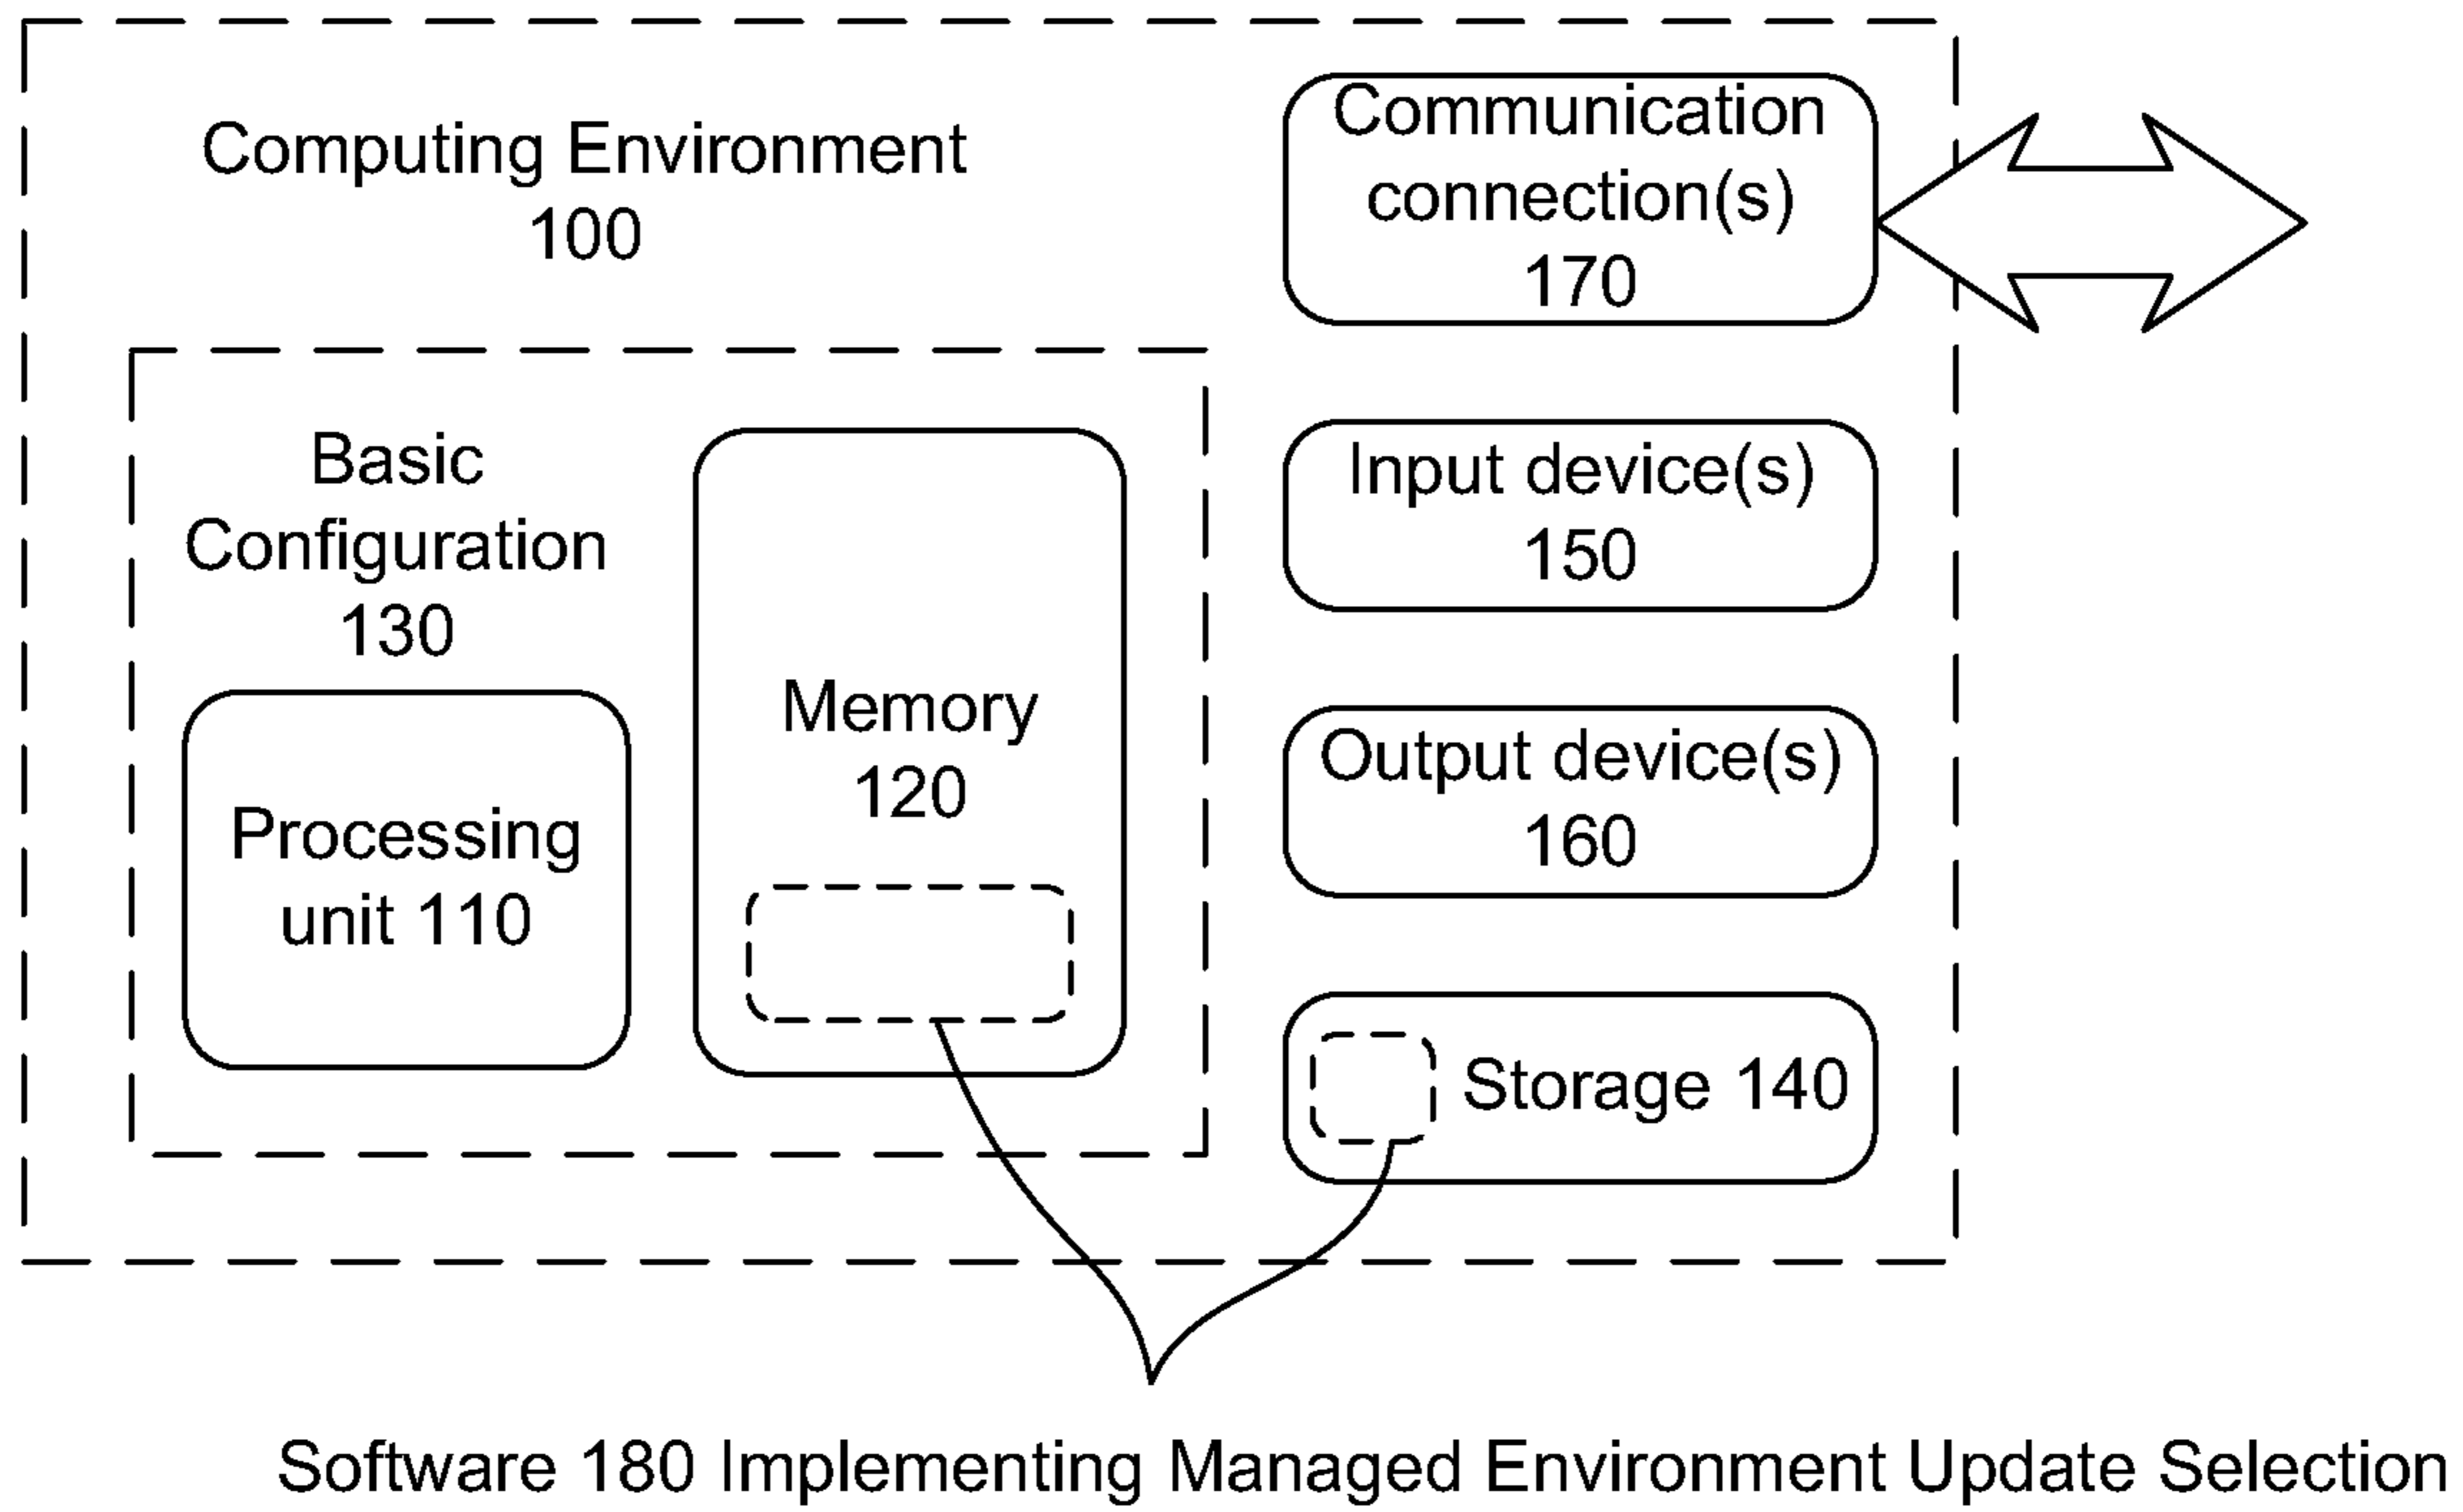 Computing Environment
100
Communication
connection(s)
170
Basic
Configuration
130
Processing
unit 110
Memory
120
Input device(s)
150
Output device(s)
160
Storage 140
Software 180 Implementing Managed Environment Update Selection